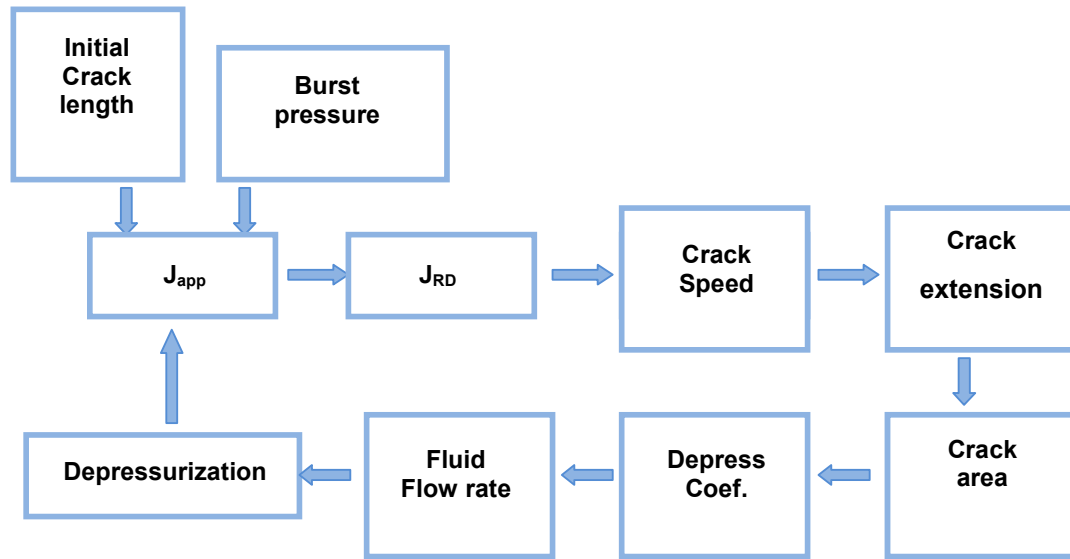 Initial
Crack
length
Burst
pressure
Japp
JRD
Crack
Speed
Crack
extension
Depressurization
Fluid
Flow rate
Depress
Coef.
Crack
area